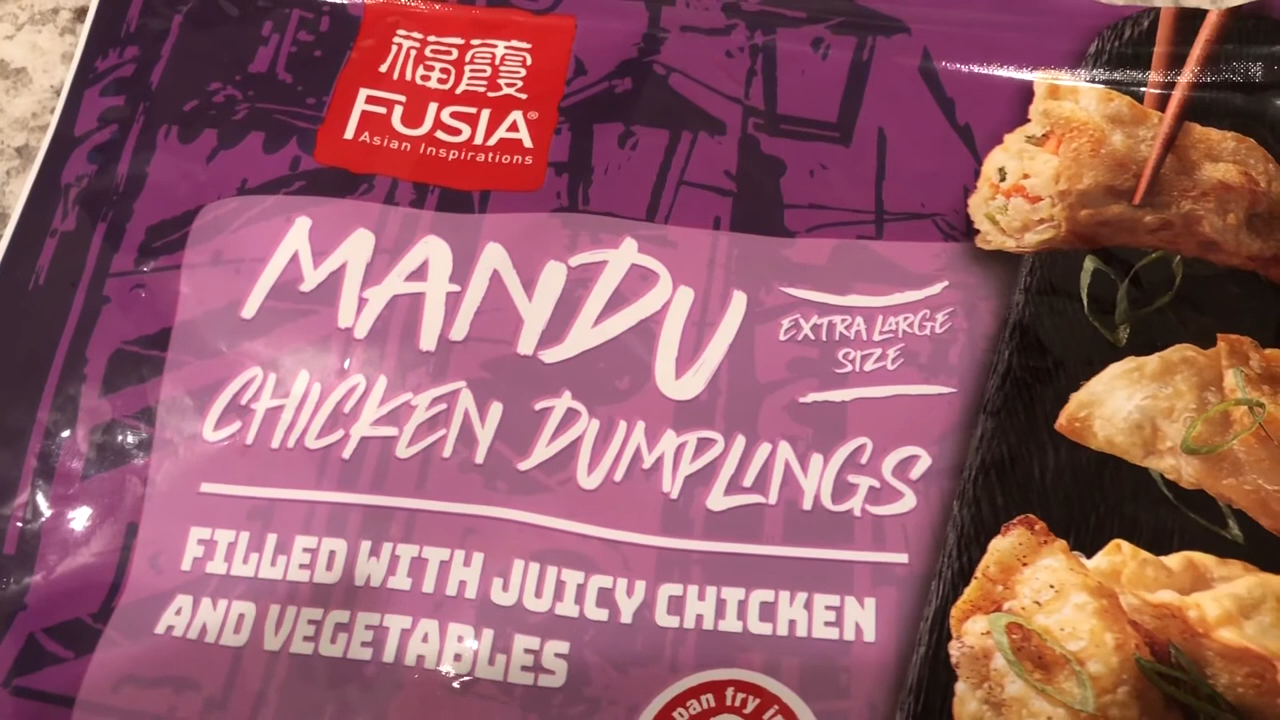 福霞
FUSIA®
Asian Inspirations
MANDU
EXTRA LARGE
SIZE
CHICKEN DUMPLINGS
FILLED WITH JUICY CHICKEN
AND VEGETABLES
pan fry in